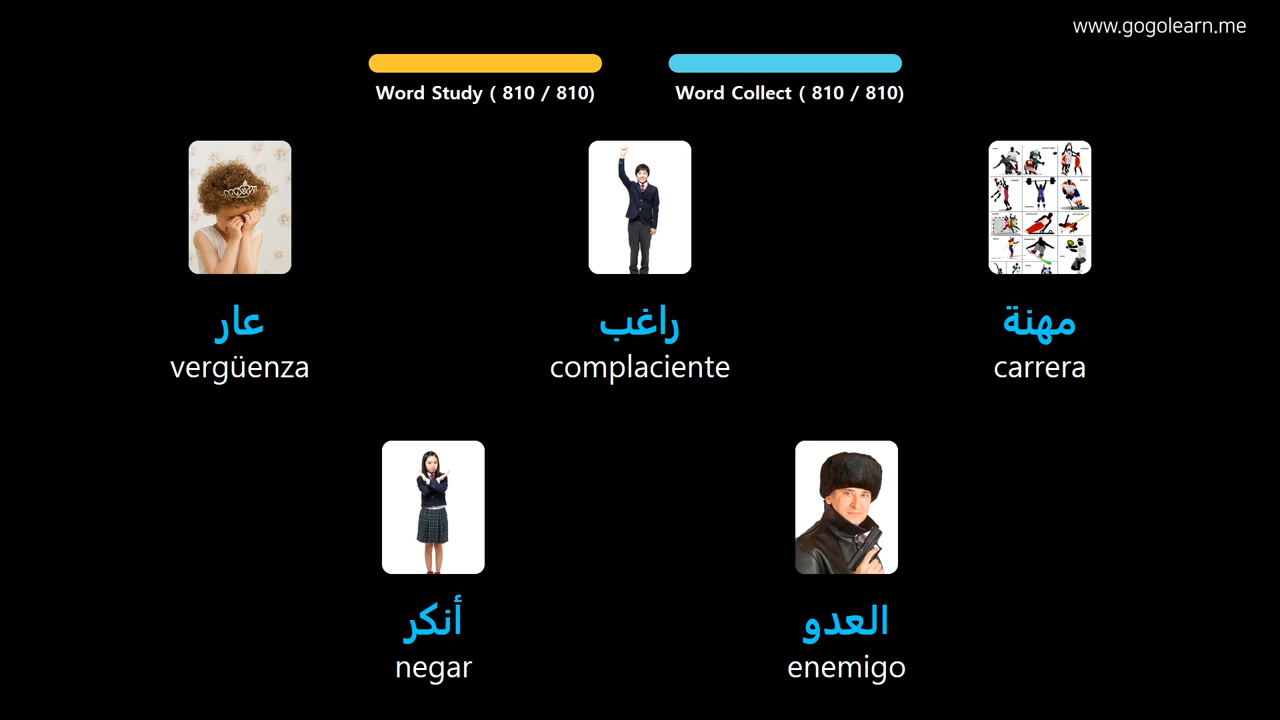 www.gogolearn.me
Word Study ( 810 / 810)
Word Collect ( 810 / 810)
عار
vergüenza
راغب
complaciente
مهنة
carrera
أنكر
negar
العدو
enemigo